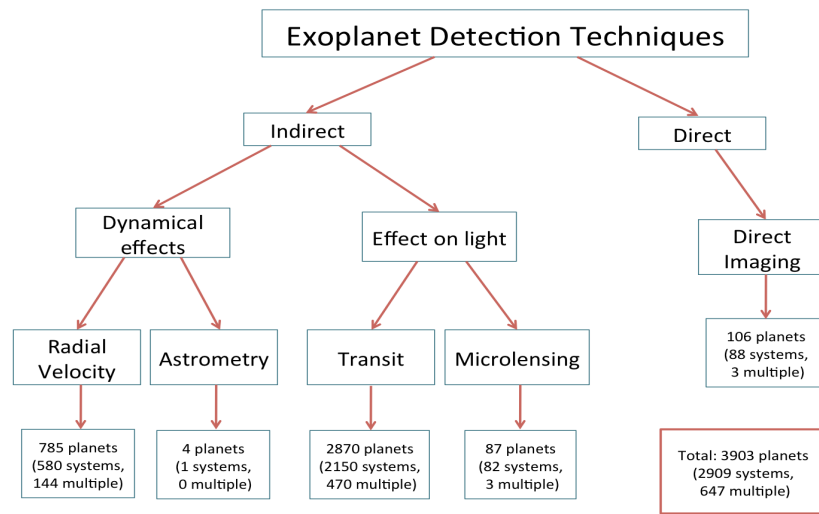 Exoplanet Detection Techniques
Indirect
Direct
Dynamical
effects
Effect on light
Direct
Imaging
Radial
Velocity
Astrometry
Transit
Microlensing
106 planets
(88 systems,
3 multiple)
785 planets
(580 systems,
144 multiple)
4 planets
(1 systems,
0 multiple)
2870 planets
(2150 systems,
470 multiple)
87 planets
(82 systems,
3 multiple)
Total: 3903 planets
(2909 systems,
647 multiple)